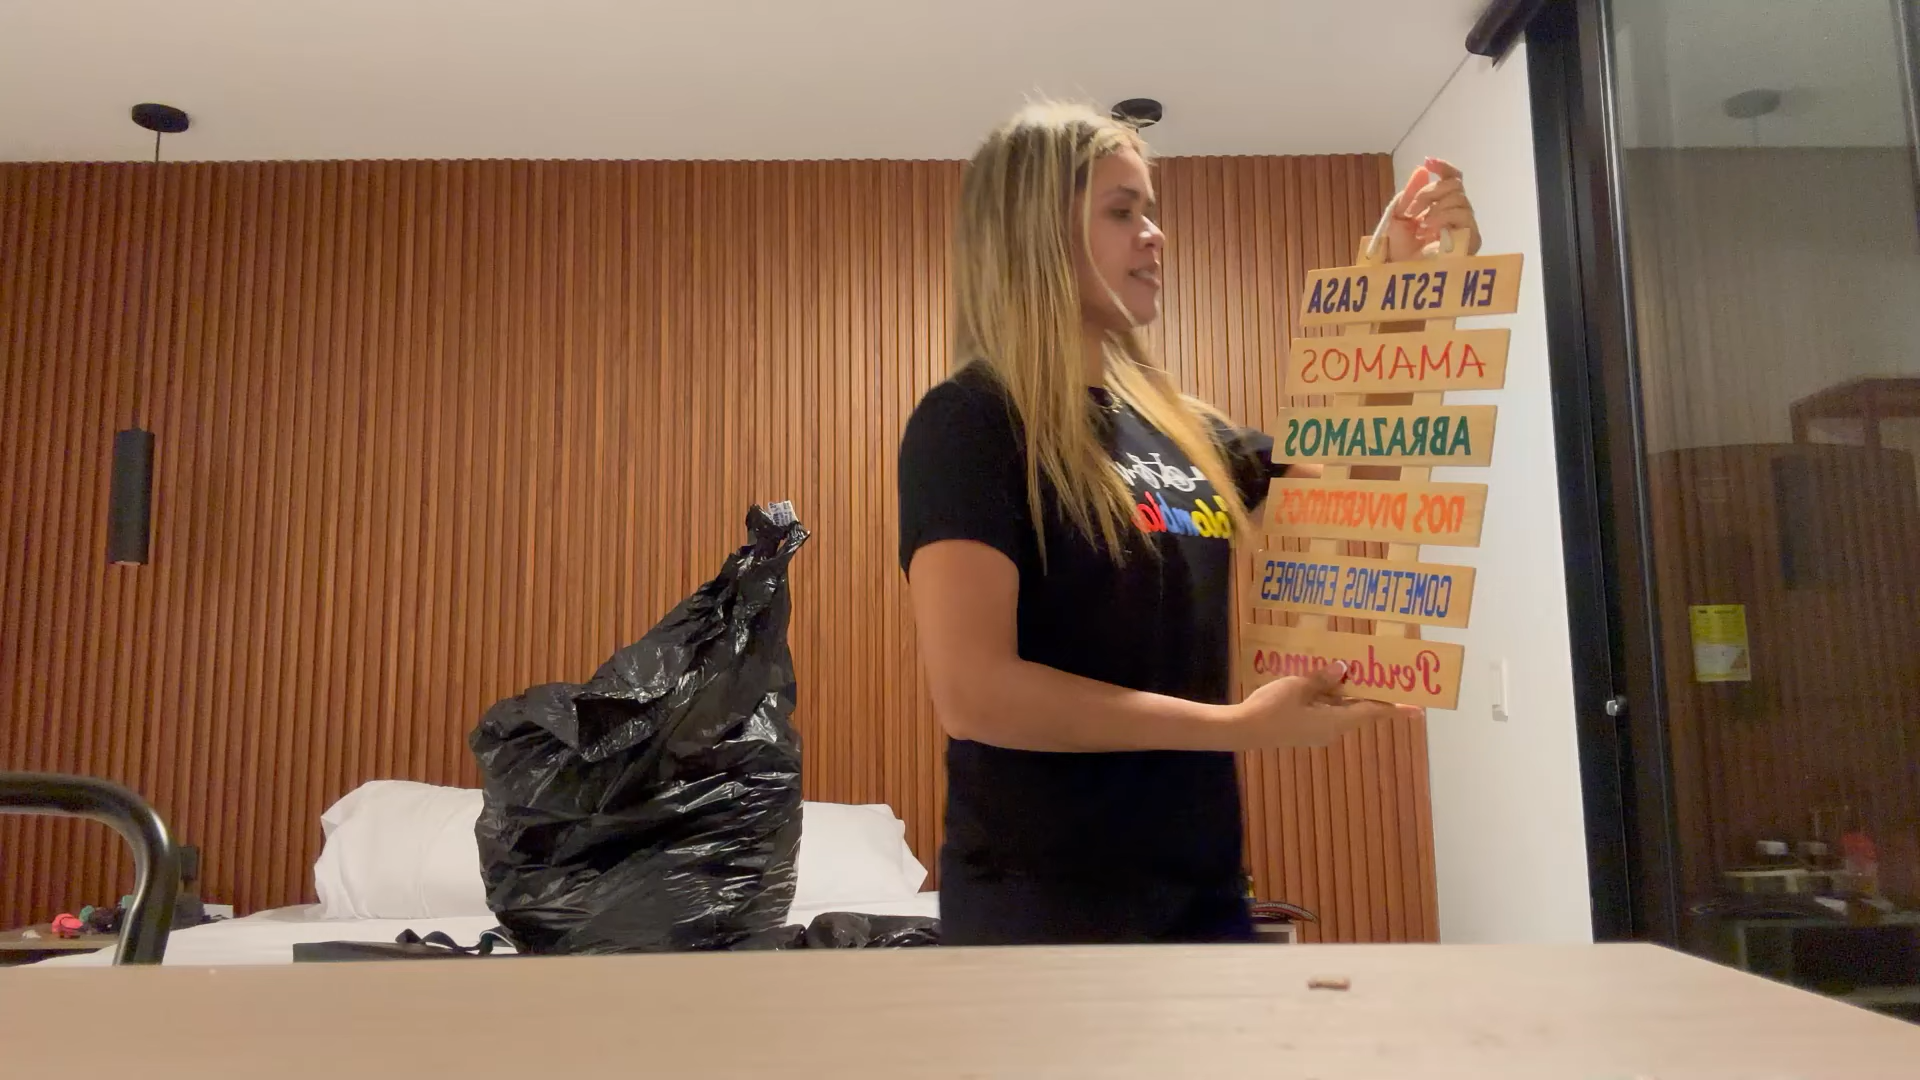 EN ESTA CASA
AMAMOS
ABRAZAMOS
NOS DIVERTIMOS
COMETEMOS ERRORES
Perdonamos